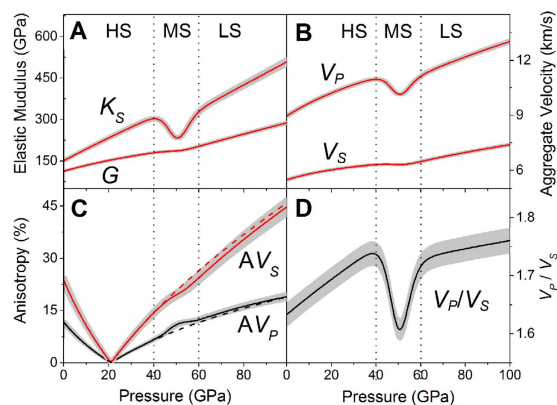 A HS MS LS
B HS MS LS
Elastic Modulus (GPa)
600
450
300
150
K_S
G
V_P
V_S
12
9
6
Aggregate Velocity (km/s)
C
D
Anisotropy (%)
45
30
15
0
AV_S
AV_P
V_P/V_S
1.8
1.7
1.6
V_P / V_S
0 20 40 60 80 0 20 40 60 80 100
Pressure (GPa) Pressure (GPa)